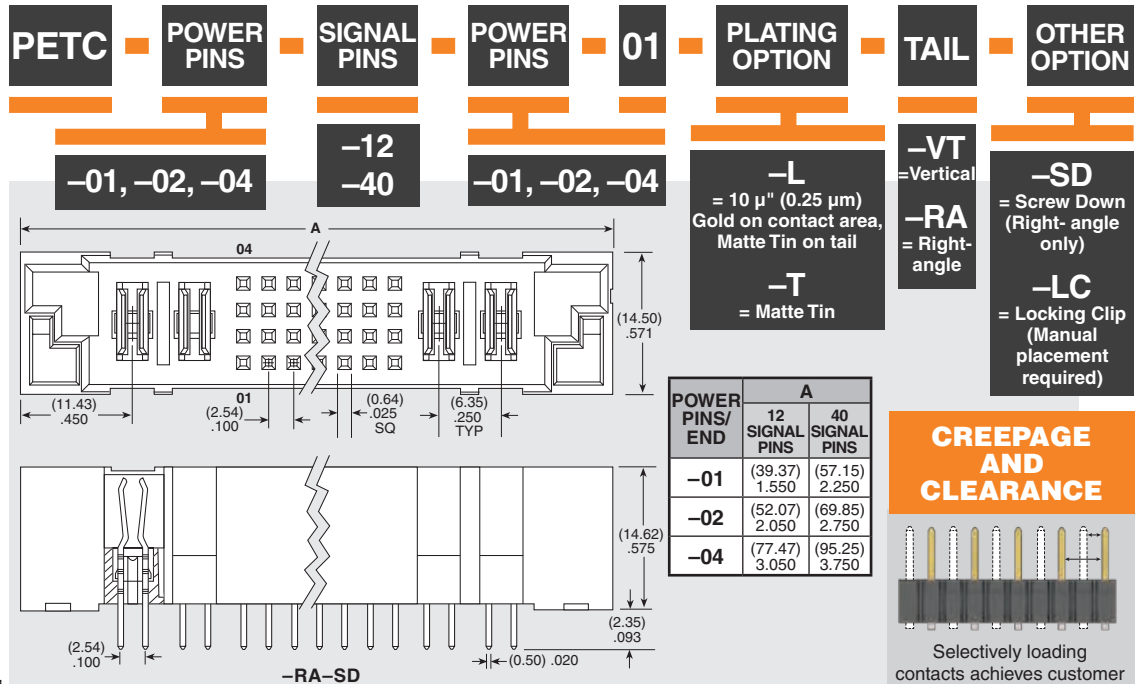 PETC
POWER
PINS
SIGNAL
PINS
POWER
PINS
01
PLATING
OPTION
TAIL
OTHER
OPTION
–01, –02, –04
–12
–40
–01, –02, –04
–L
= 10 µ" (0.25 µm)
Gold on contact area,
Matte Tin on tail
–T
= Matte Tin
–VT
=Vertical
–RA
= Right-
angle
–SD
= Screw Down
(Right- angle
only)
–LC
= Locking Clip
(Manual
placement
required)
A
04
01
(14.50)
.571
(11.43)
.450
(2.54)
.100
(0.64)
.025
SQ
(6.35)
.250
TYP
(14.62)
.575
(2.35)
.093
(2.54)
.100
(0.50) .020
–RA–SD
POWER
PINS/
END
A
12
SIGNAL
PINS
40
SIGNAL
PINS
–01
(39.37)
1.550
(57.15)
2.250
–02
(52.07)
2.050
(69.85)
2.750
–04
(77.47)
3.050
(95.25)
3.750
CREEPAGE
AND
CLEARANCE
Selectively loading
contacts achieves customer